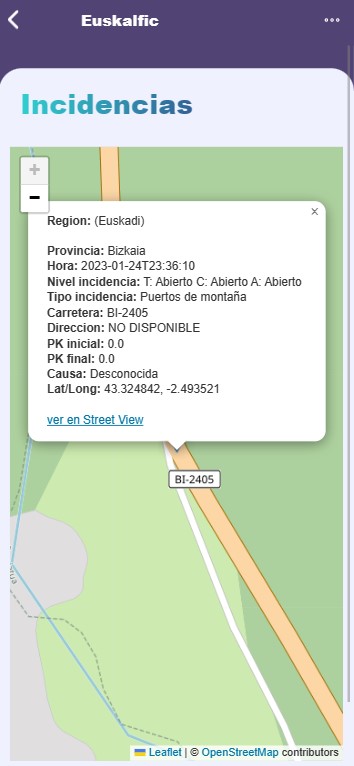 Euskalfic
Incidencias
+
−
×
Region: (Euskadi)
Provincia: Bizkaia
Hora: 2023-01-24T23:36:10
Nivel incidencia: T: Abierto C: Abierto A: Abierto
Tipo incidencia: Puertos de montaña
Carretera: BI-2405
Direccion: NO DISPONIBLE
PK inicial: 0.0
PK final: 0.0
Causa: Desconocida
Lat/Long: 43.324842, -2.493521
ver en Street View
BI-2405
Leaflet | © OpenStreetMap contributors